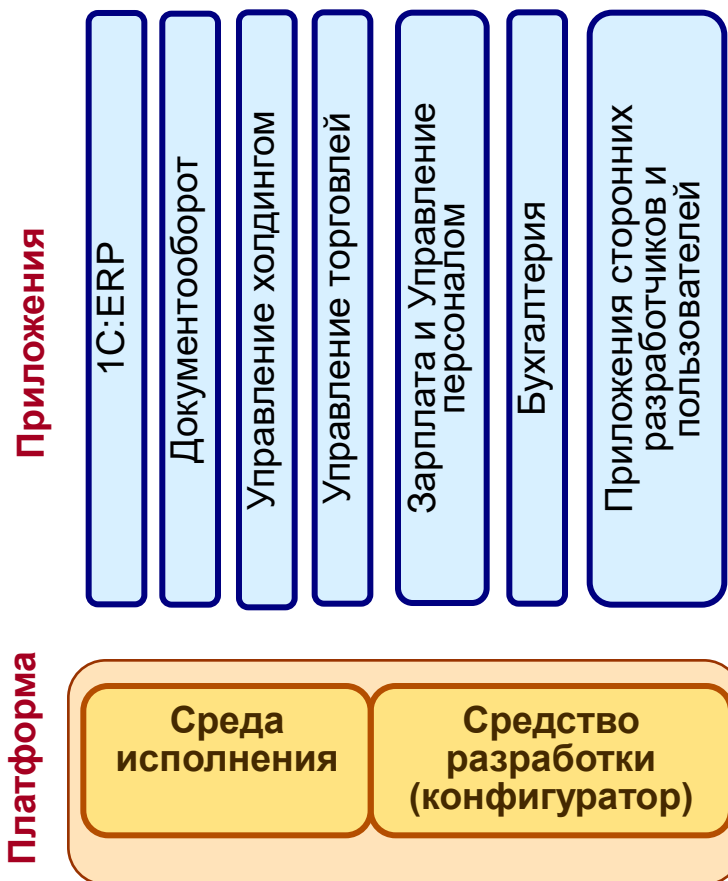 Приложения
1С:ERP
Документооборот
Управление холдингом
Управление торговлей
Зарплата и Управление
персоналом
Бухгалтерия
Приложения сторонних
разработчиков и
пользователей
Платформа
Среда
исполнения
Средство
разработки
(конфигуратор)